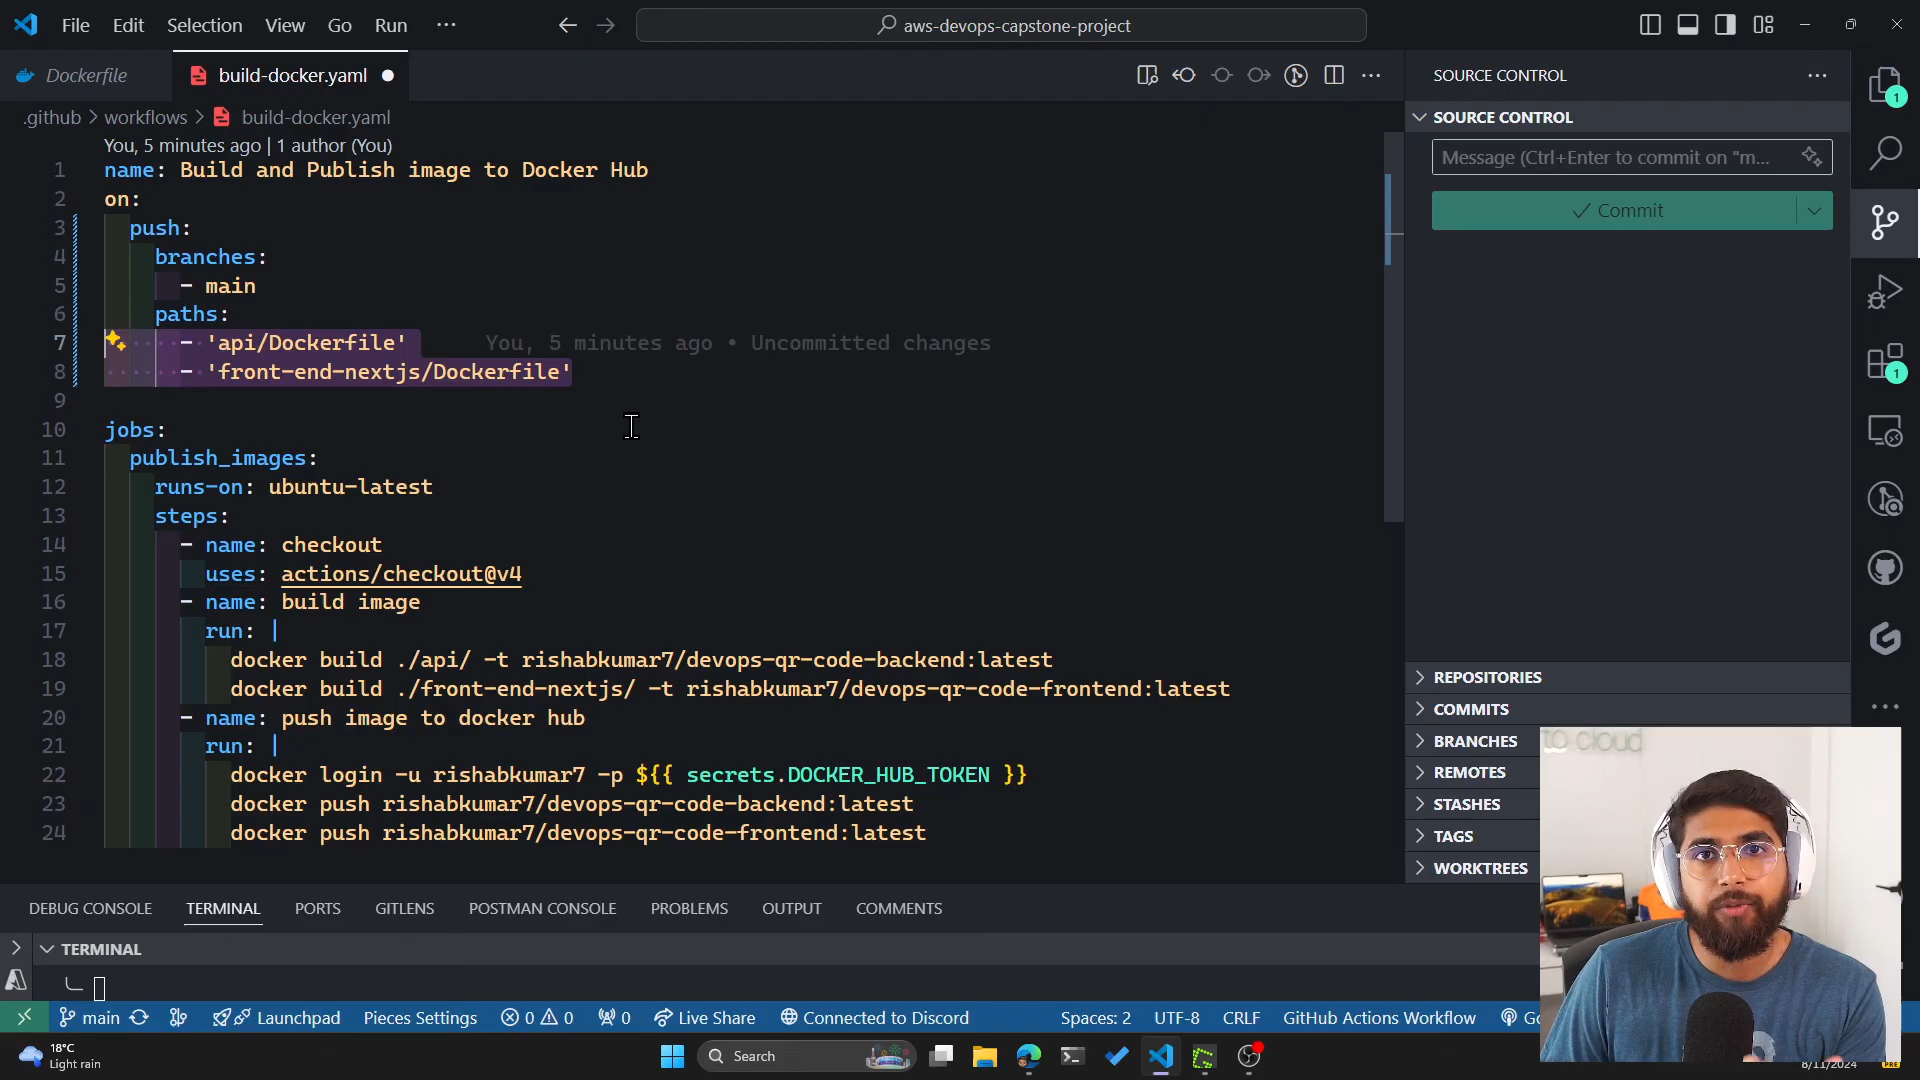 File Edit Selection View Go Run ···
aws-devops-capstone-project
Dockerfile
build-docker.yaml
.github > workflows > build-docker.yaml
You, 5 minutes ago | 1 author (You)
1 name: Build and Publish image to Docker Hub
2 on:
3 push:
4 branches:
5 - main
6 paths:
7 - 'api/Dockerfile' You, 5 minutes ago • Uncommitted changes
8 - 'front-end-nextjs/Dockerfile'
9
10 jobs:
11 publish_images:
12 runs-on: ubuntu-latest
13 steps:
14 - name: checkout
15 uses: actions/checkout@v4
16 - name: build image
17 run: |
18 docker build ./api/ -t rishabkumar7/devops-qr-code-backend:latest
19 docker build ./front-end-nextjs/ -t rishabkumar7/devops-qr-code-frontend:latest
20 - name: push image to docker hub
21 run: |
22 docker login -u rishabkumar7 -p ${{ secrets.DOCKER_HUB_TOKEN }}
23 docker push rishabkumar7/devops-qr-code-backend:latest
24 docker push rishabkumar7/devops-qr-code-frontend:latest
SOURCE CONTROL
SOURCE CONTROL
Message (Ctrl+Enter to commit on "m...
Commit
1
1
REPOSITORIES
COMMITS
BRANCHES
REMOTES
STASHES
TAGS
WORKTREES
TO cloud
DEBUG CONSOLE TERMINAL PORTS GITLENS POSTMAN CONSOLE PROBLEMS OUTPUT COMMENTS
TERMINAL
main Launchpad Pieces Settings 0 0 0 Live Share Connected to Discord Spaces: 2 UTF-8 CRLF GitHub Actions Workflow
18°C
Light rain
Search
8/11/2024
PRE